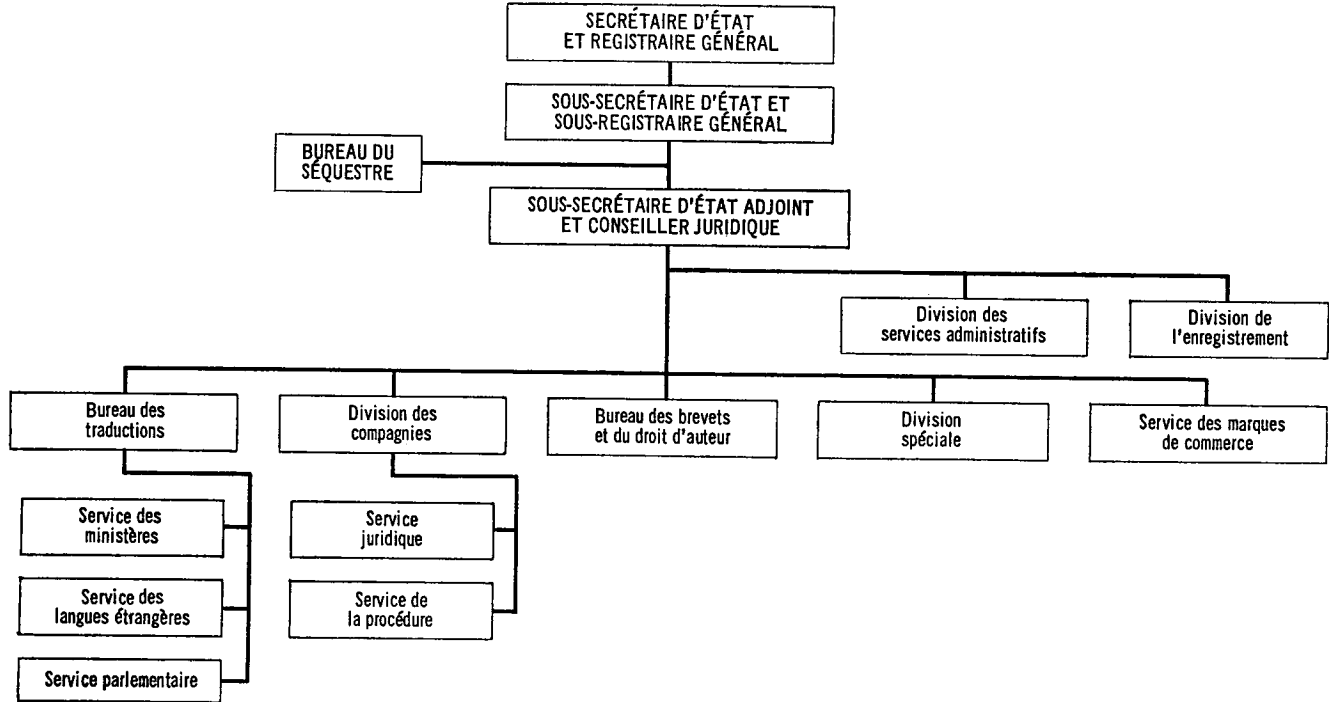 SECRÉTAIRE D'ÉTAT
ET REGISTRAIRE GÉNÉRAL
SOUS-SECRÉTAIRE D'ÉTAT ET
SOUS-REGISTRAIRE GÉNÉRAL
BUREAU DU
SÉQUESTRE
SOUS-SECRÉTAIRE D'ÉTAT ADJOINT
ET CONSEILLER JURIDIQUE
Division des
services administratifs
Division de
l'enregistrement
Bureau des
traductions
Division des
compagnies
Bureau des brevets
et du droit d'auteur
Division
spéciale
Service des marques
de commerce
Service des
ministères
Service
juridique
Service des
langues étrangères
Service de
la procédure
Service parlementaire